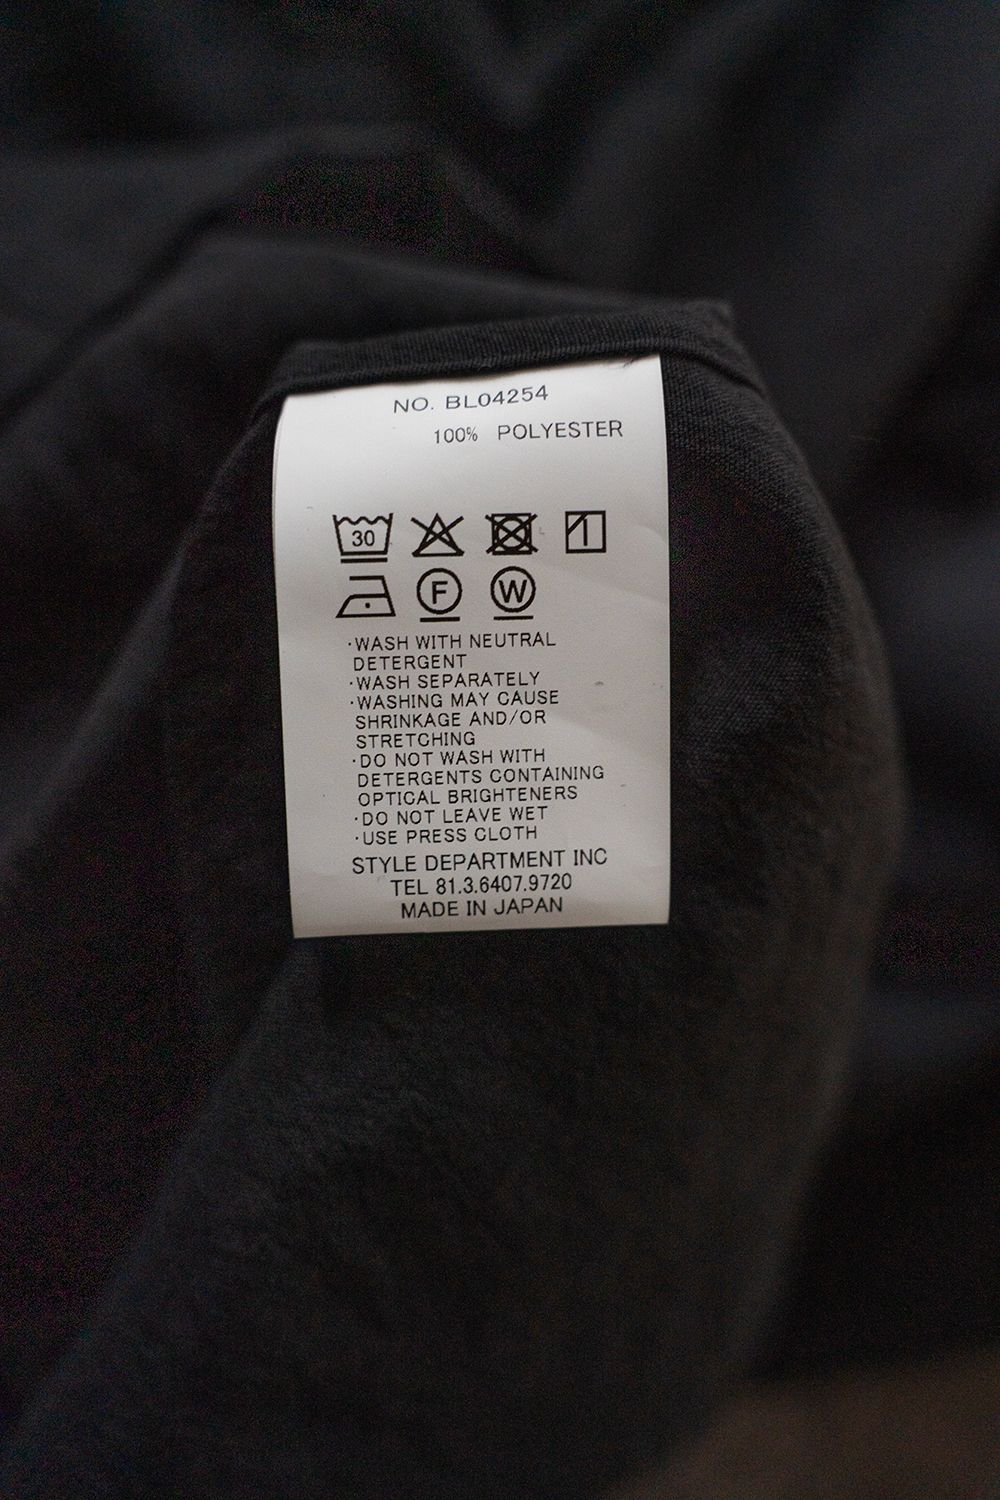 NO. BL04254
100% POLYESTER
30
F W
·WASH WITH NEUTRAL
DETERGENT
·WASH SEPARATELY
·WASHING MAY CAUSE
SHRINKAGE AND/OR
STRETCHING
·DO NOT WASH WITH
DETERGENTS CONTAINING
OPTICAL BRIGHTENERS
·DO NOT LEAVE WET
·USE PRESS CLOTH
STYLE DEPARTMENT INC
TEL 81.3.6407.9720
MADE IN JAPAN